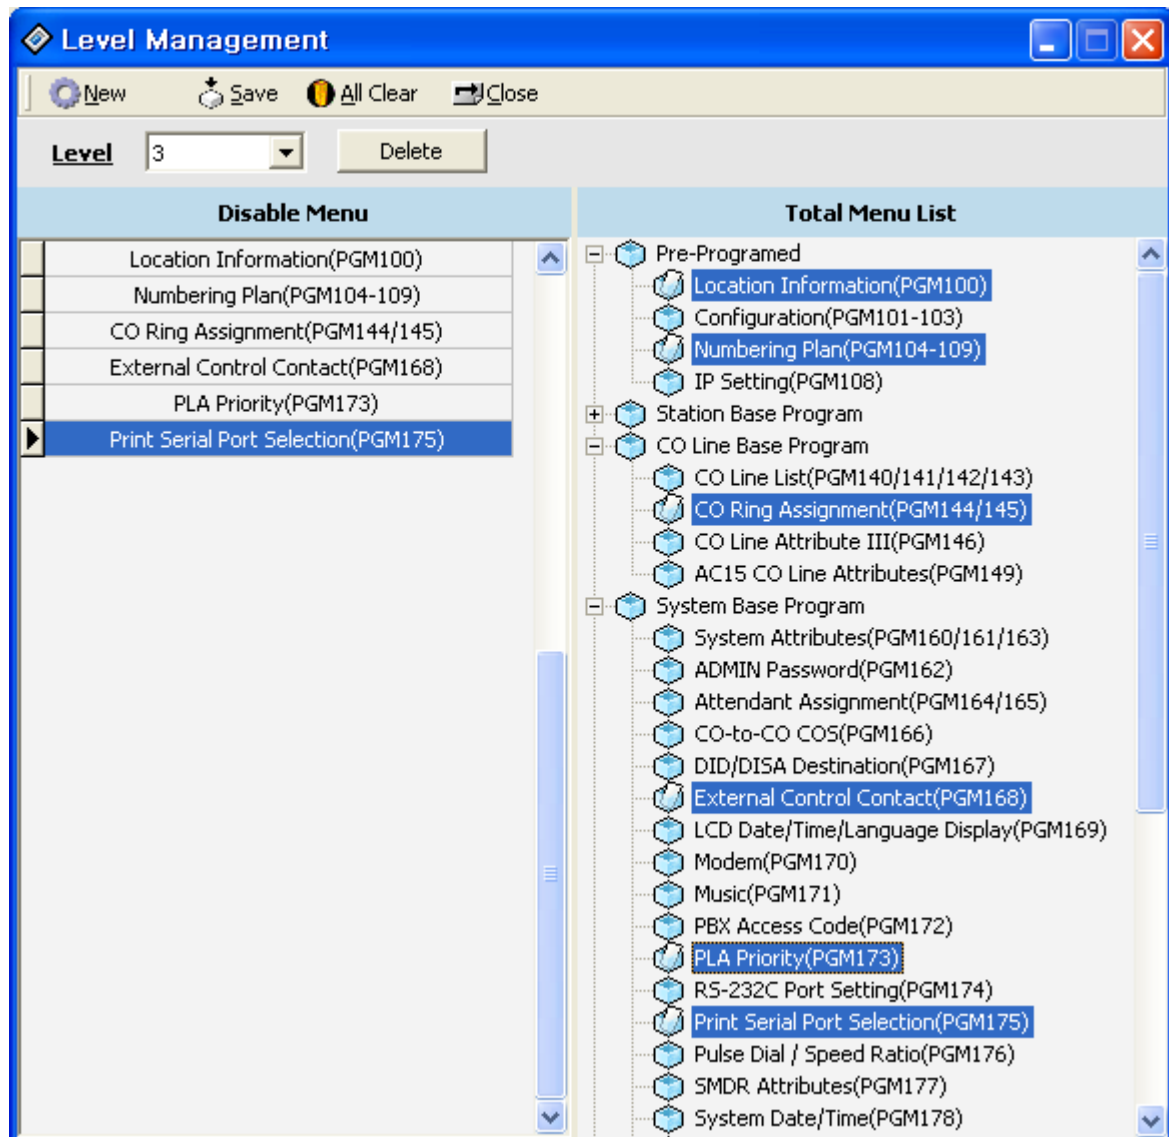 Level Management
New Save All Clear Close
Level 3 Delete
Disable Menu
Location Information(PGM100)
Numbering Plan(PGM104-109)
CO Ring Assignment(PGM144/145)
External Control Contact(PGM168)
PLA Priority(PGM173)
Print Serial Port Selection(PGM175)
Total Menu List
Pre-Programed
Location Information(PGM100)
Configuration(PGM101-103)
Numbering Plan(PGM104-109)
IP Setting(PGM108)
Station Base Program
CO Line Base Program
CO Line List(PGM140/141/142/143)
CO Ring Assignment(PGM144/145)
CO Line Attribute III(PGM146)
AC15 CO Line Attributes(PGM149)
System Base Program
System Attributes(PGM160/161/163)
ADMIN Password(PGM162)
Attendant Assignment(PGM164/165)
CO-to-CO COS(PGM166)
DID/DISA Destination(PGM167)
External Control Contact(PGM168)
LCD Date/Time/Language Display(PGM169)
Modem(PGM170)
Music(PGM171)
PBX Access Code(PGM172)
PLA Priority(PGM173)
RS-232C Port Setting(PGM174)
Print Serial Port Selection(PGM175)
Pulse Dial / Speed Ratio(PGM176)
SMDR Attributes(PGM177)
System Date/Time(PGM178)